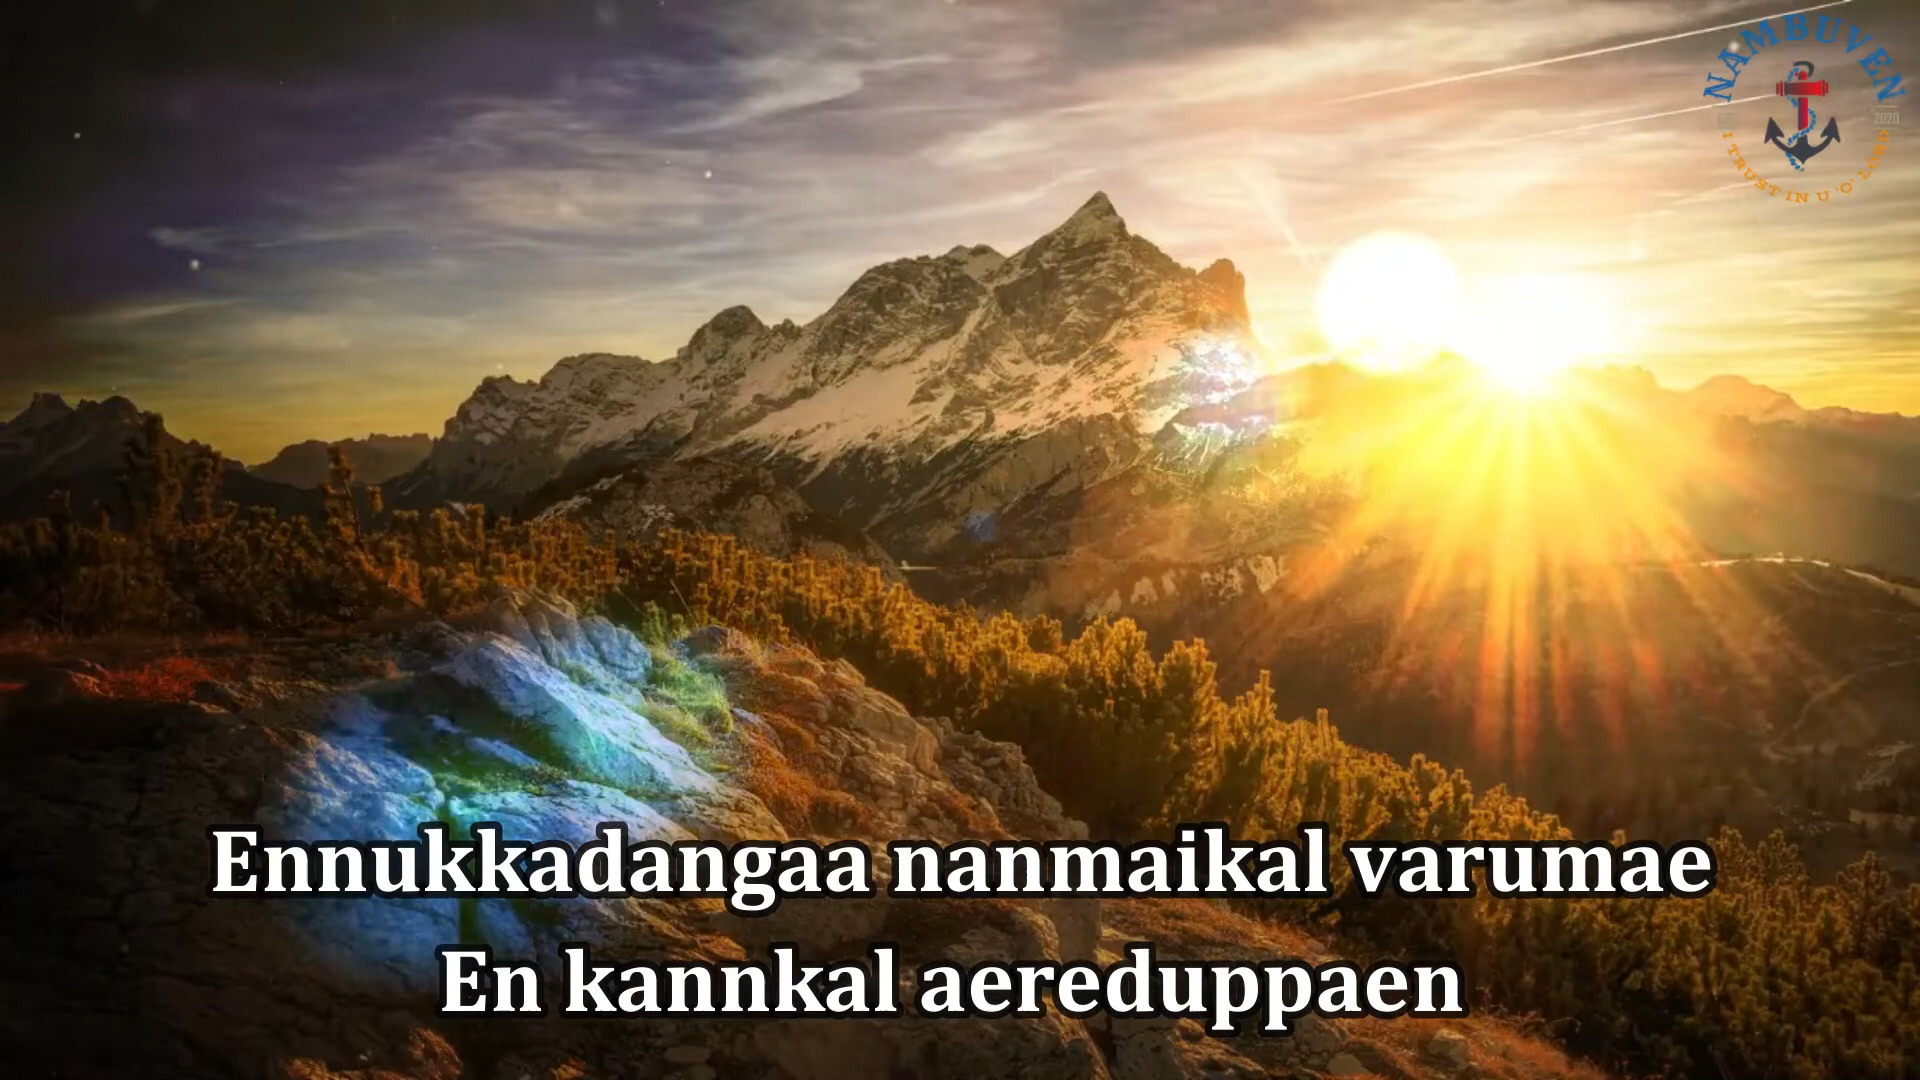 NAMBUVEN
2020
I TRUST IN U 'O' LORD
Ennukkadangaa nanmaikal varumae
En kannkal aereduppaen